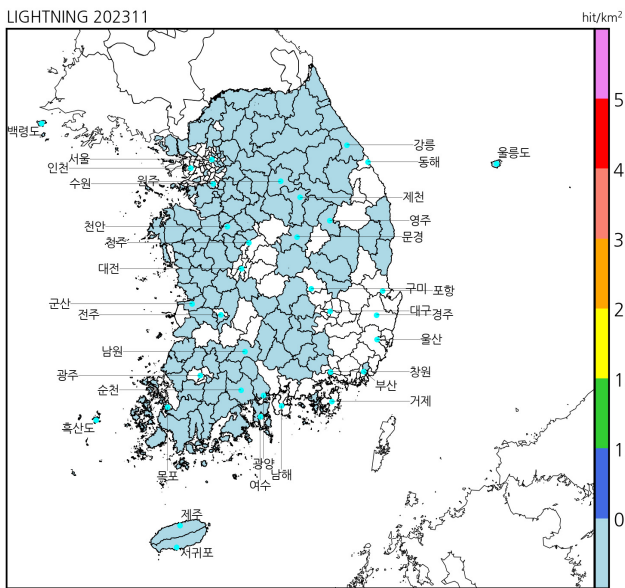 LIGHTNING 202311
hit/km²
백령도
서울
인천
수원
원주
강릉
동해
울릉도
제천
천안
영주
청주
문경
대전
구미
포항
군산
전주
대구
경주
남원
울산
광주
창원
부산
순천
거제
흑산도
목포
광양
남해
여수
제주
서귀포
5
4
3
2
1
1
0